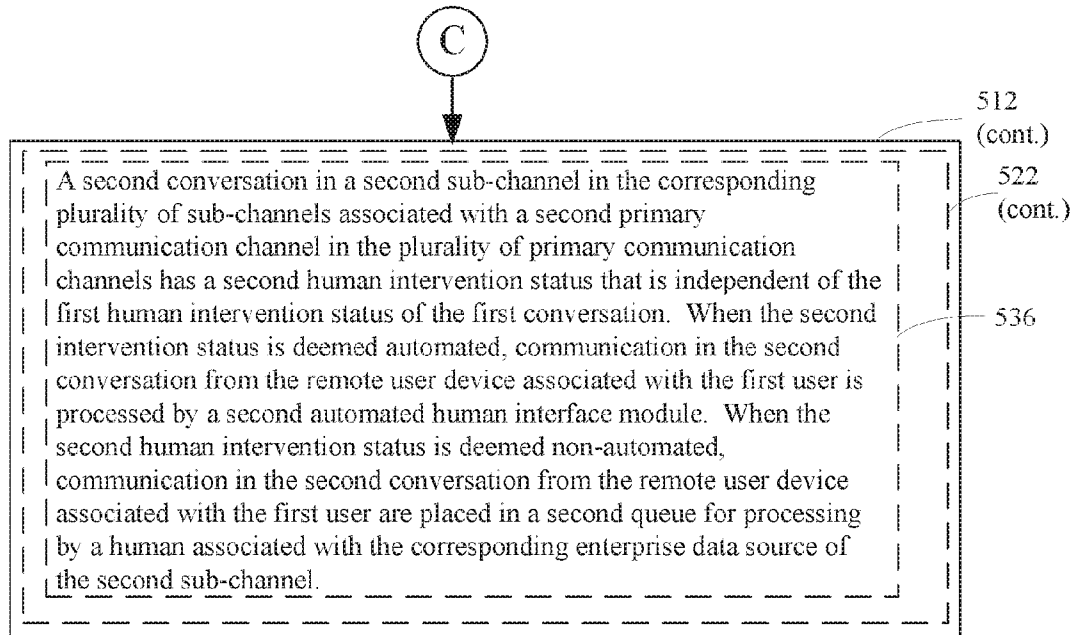 C
512
(cont.)
522
(cont.)
A second conversation in a second sub-channel in the corresponding
plurality of sub-channels associated with a second primary
communication channel in the plurality of primary communication
channels has a second human intervention status that is independent of the
first human intervention status of the first conversation.  When the second
intervention status is deemed automated, communication in the second
conversation from the remote user device associated with the first user is
processed by a second automated human interface module.  When the
second human intervention status is deemed non-automated,
communication in the second conversation from the remote user device
associated with the first user are placed in a second queue for processing
by a human associated with the corresponding enterprise data source of
the second sub-channel.
536